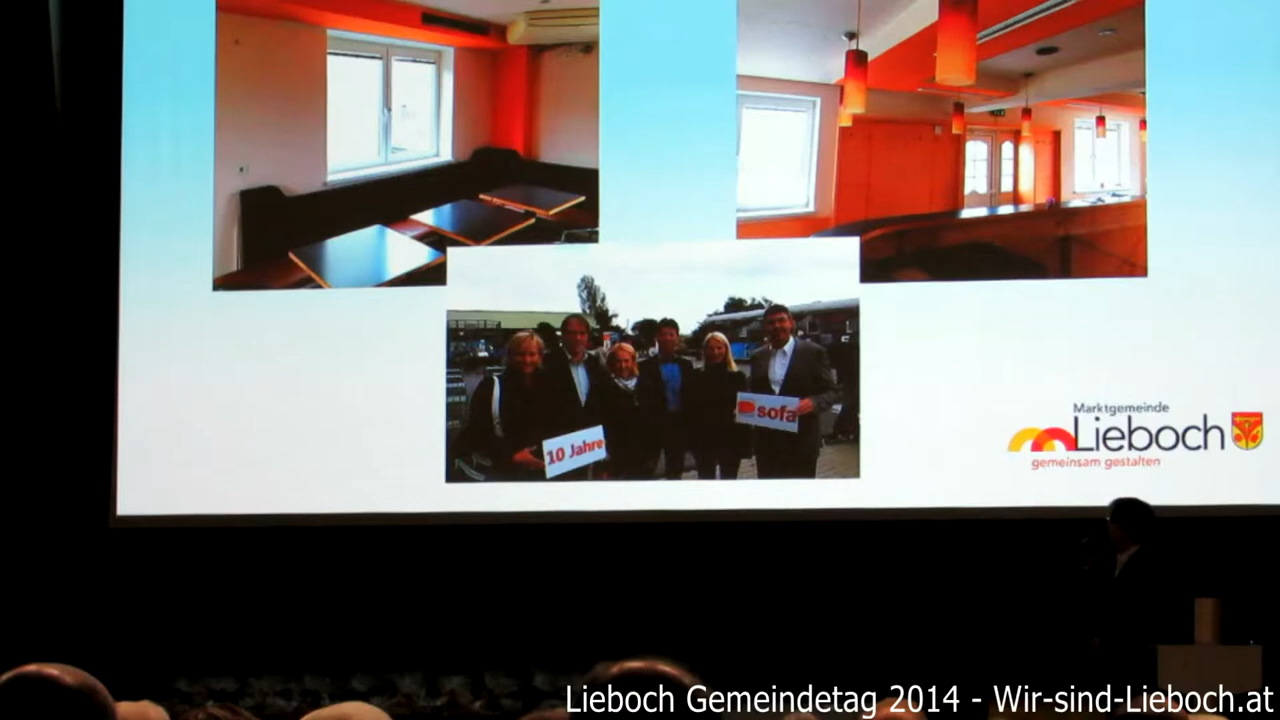 10 Jahre
sofa
Marktgemeinde
Lieboch
gemeinsam gestalten
Lieboch Gemeindetag 2014 - Wir-sind-Lieboch.at